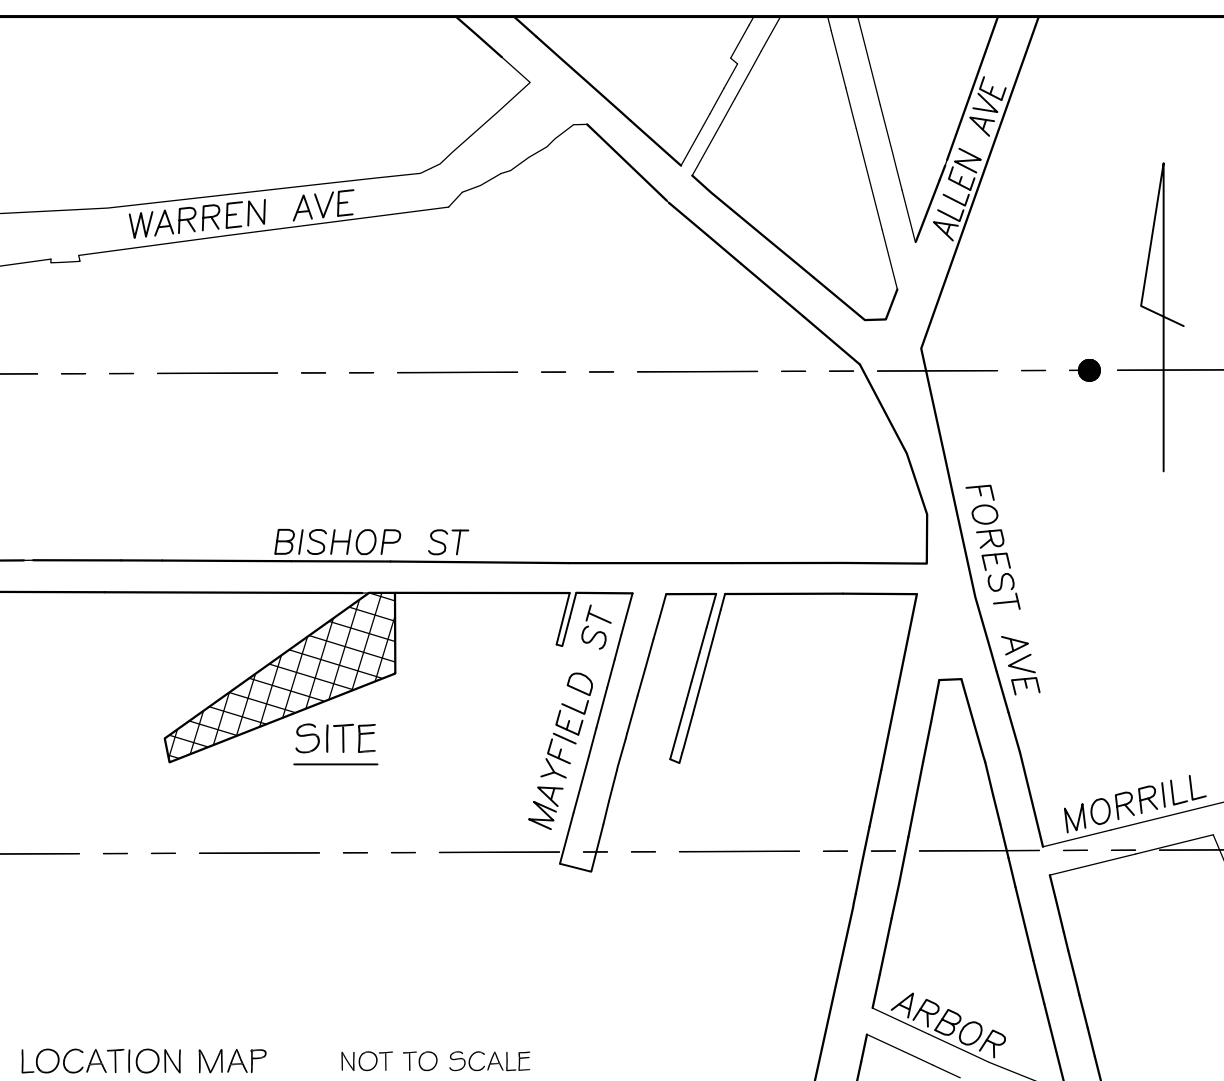 ALLEN AVE
WARREN AVE
BISHOP ST
FOREST AVE
MAYFIELD ST
SITE
MORRILL
ARBOR
LOCATION MAP NOT TO SCALE